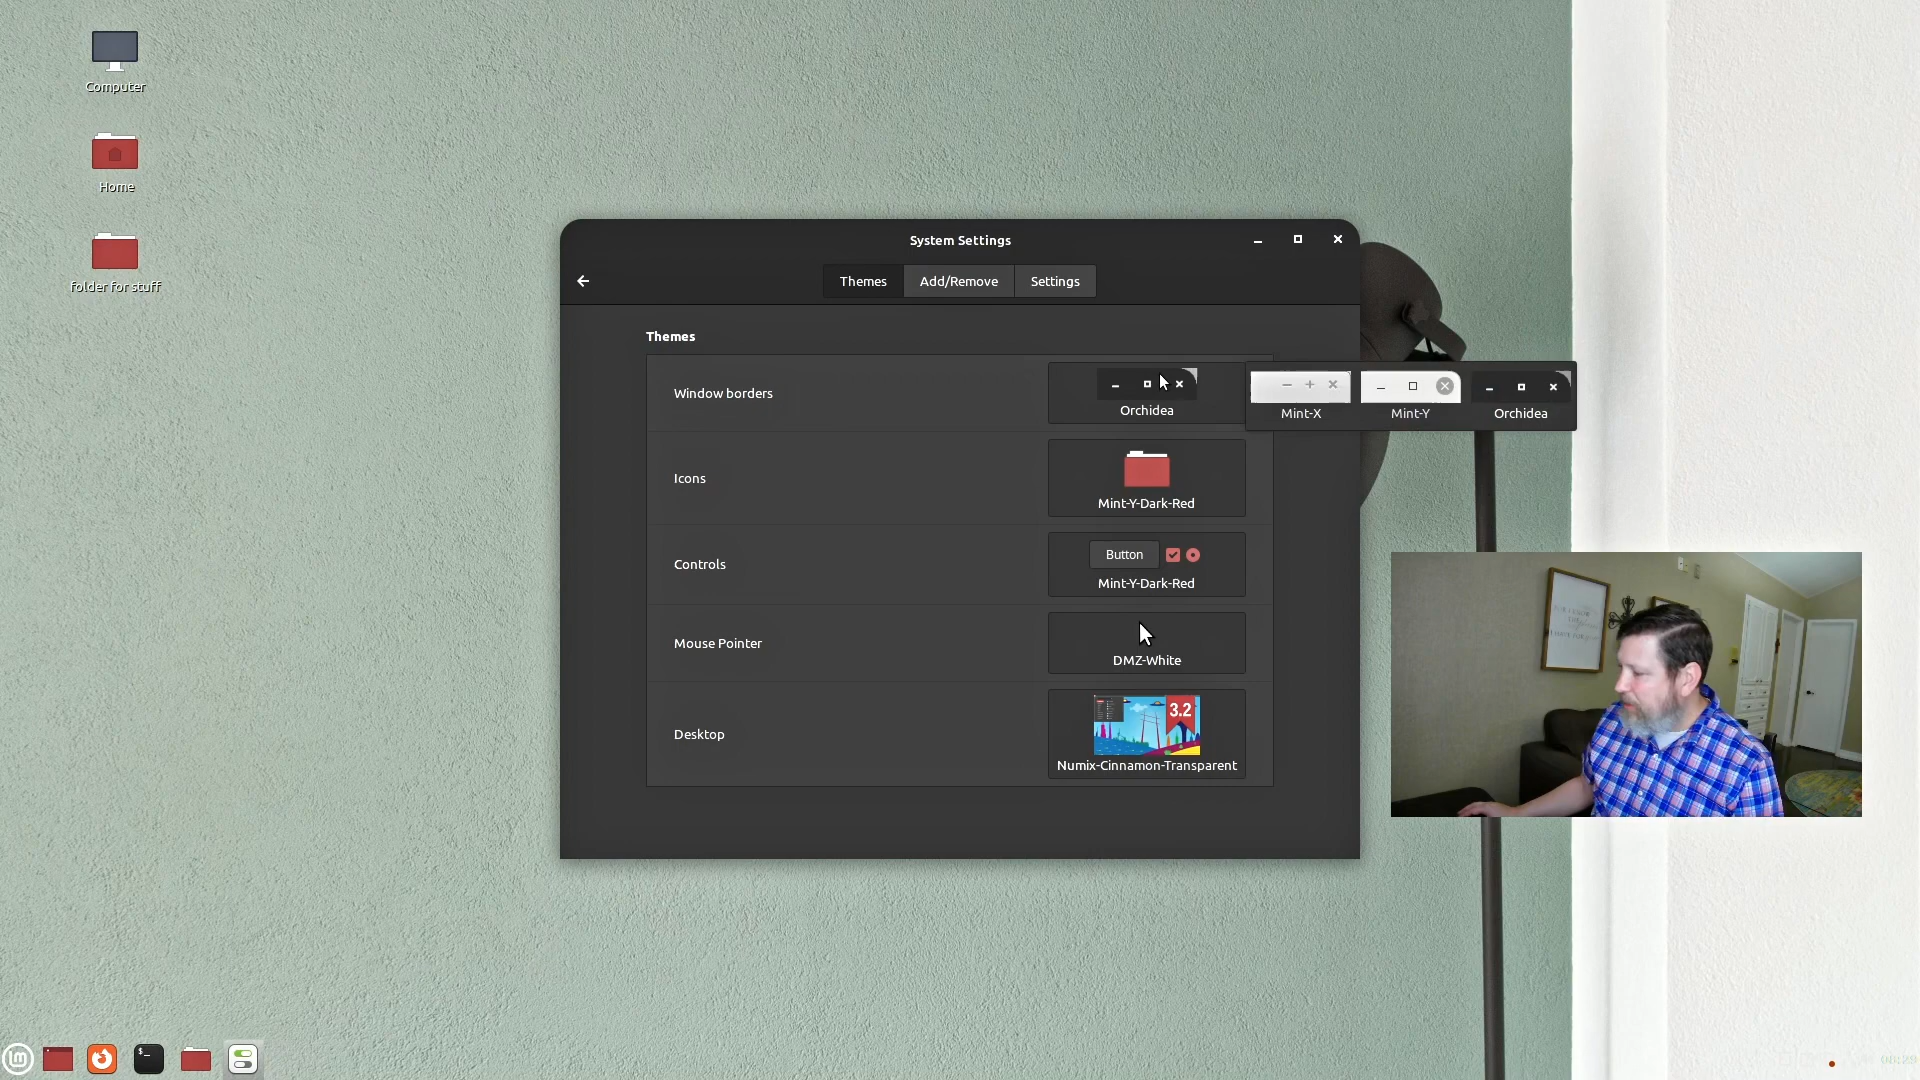 Computer
Home
folder for stuff
System Settings
Themes
Add/Remove
Settings
Themes
Window borders
Orchidea
Mint-X
Mint-Y
Orchidea
Icons
Mint-Y-Dark-Red
Controls
Button
Mint-Y-Dark-Red
Mouse Pointer
DMZ-White
Desktop
3.2
Numix-Cinnamon-Transparent
$_